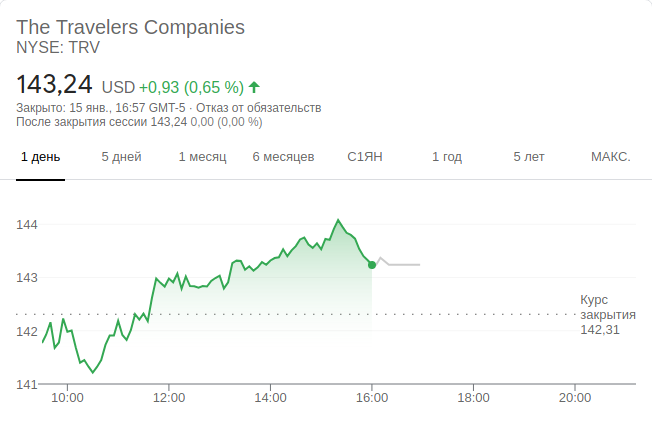 The Travelers Companies
NYSE: TRV
143,24 USD +0,93 (0,65 %)
Закрыто: 15 янв., 16:57 GMT-5 · Отказ от обязательств
После закрытия сессии 143,24 0,00 (0,00 %)
1 день 5 дней 1 месяц 6 месяцев С1ЯН 1 год 5 лет МАКС.
144
143
Курс
закрытия
142,31
142
141
10:00 12:00 14:00 16:00 18:00 20:00